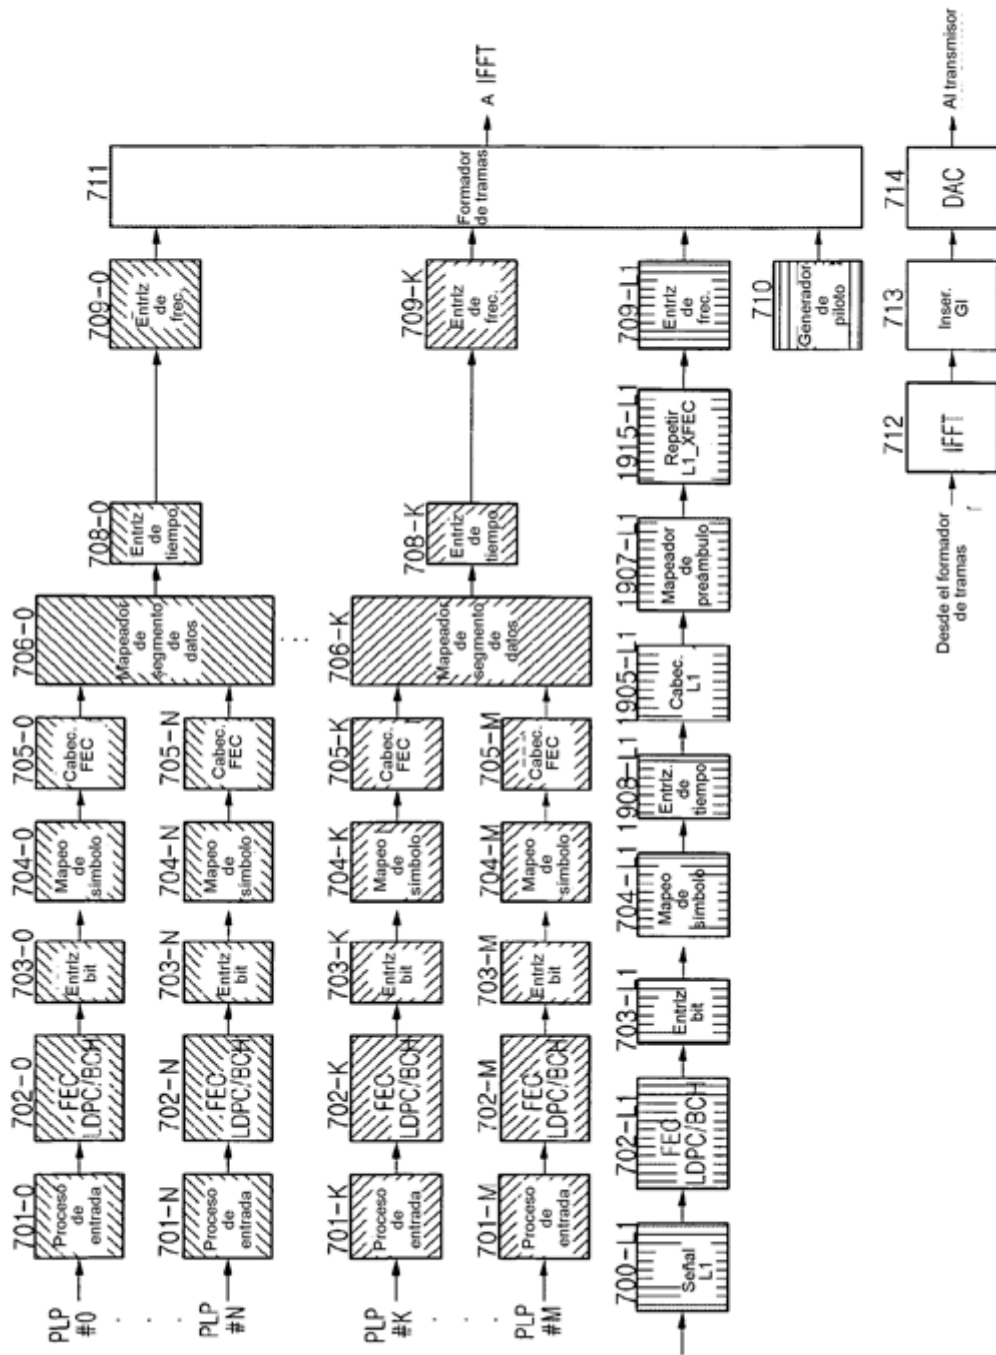 PLP
#0
701-0
Proceso
de
entrada
702-0
FEC
LDPC/BCH
703-0
Entrlz
bit
704-0
Mapeo
de
símbolo
705-0
Cabec.
FEC
706-0
Mapeador
de
segmento
de
datos
708-0
Entrlz
de
tiempo
709-0
Entrlz
de
frec.
711
Formador
de tramas
A IFFT
PLP
#N
701-N
Proceso
de
entrada
702-N
FEC
LDPC/BCH
703-N
Entrlz
bit
704-N
Mapeo
de
símbolo
705-N
Cabec.
FEC
PLP
#K
701-K
Proceso
de
entrada
702-K
FEC
LDPC/BCH
703-K
Entrlz
bit
704-K
Mapeo
de
símbolo
705-K
Cabec.
FEC
706-K
Mapeador
de
segmento
de
datos
708-K
Entrlz
de
tiempo
709-K
Entrlz
de
frec.
PLP
#M
701-M
Proceso
de
entrada
702-M
FEC
LDPC/BCH
703-M
Entrlz
bit
704-M
Mapeo
de
símbolo
705-M
Cabec.
FEC
700-L1
Señal
L1
702-L1
FEC
LDPC/BCH
703-L1
Entrlz
bit
704-L1
Mapeo
de
símbolo
1908-L1
Entrlz.
de
tiempo
1905-L1
Cabec.
L1
1907-L1
Mapeador
de
preámbulo
1915-L1
Repetir
L1_XFEC
709-L1
Entrlz
de
frec.
710
Generador
de
piloto
Desde el formador
de tramas
712
IFFT
713
Inser.
GI
714
DAC
Al transmisor